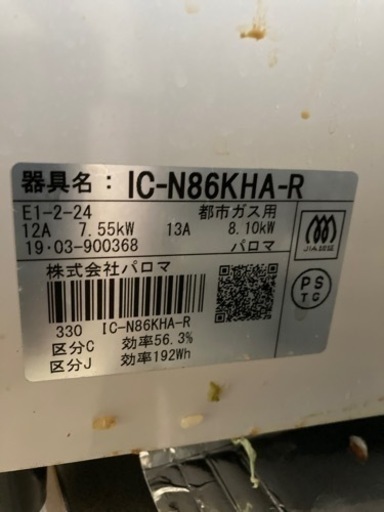 器具名：IC-N86KHA-R
E1-2-24 都市ガス用
12A 7.55kW 13A 8.10kW
19・03-900368 パロマ
株式会社パロマ
330 IC-N86KHA-R
区分C 効率56.3%
区分J 効率192Wh
PS
TG